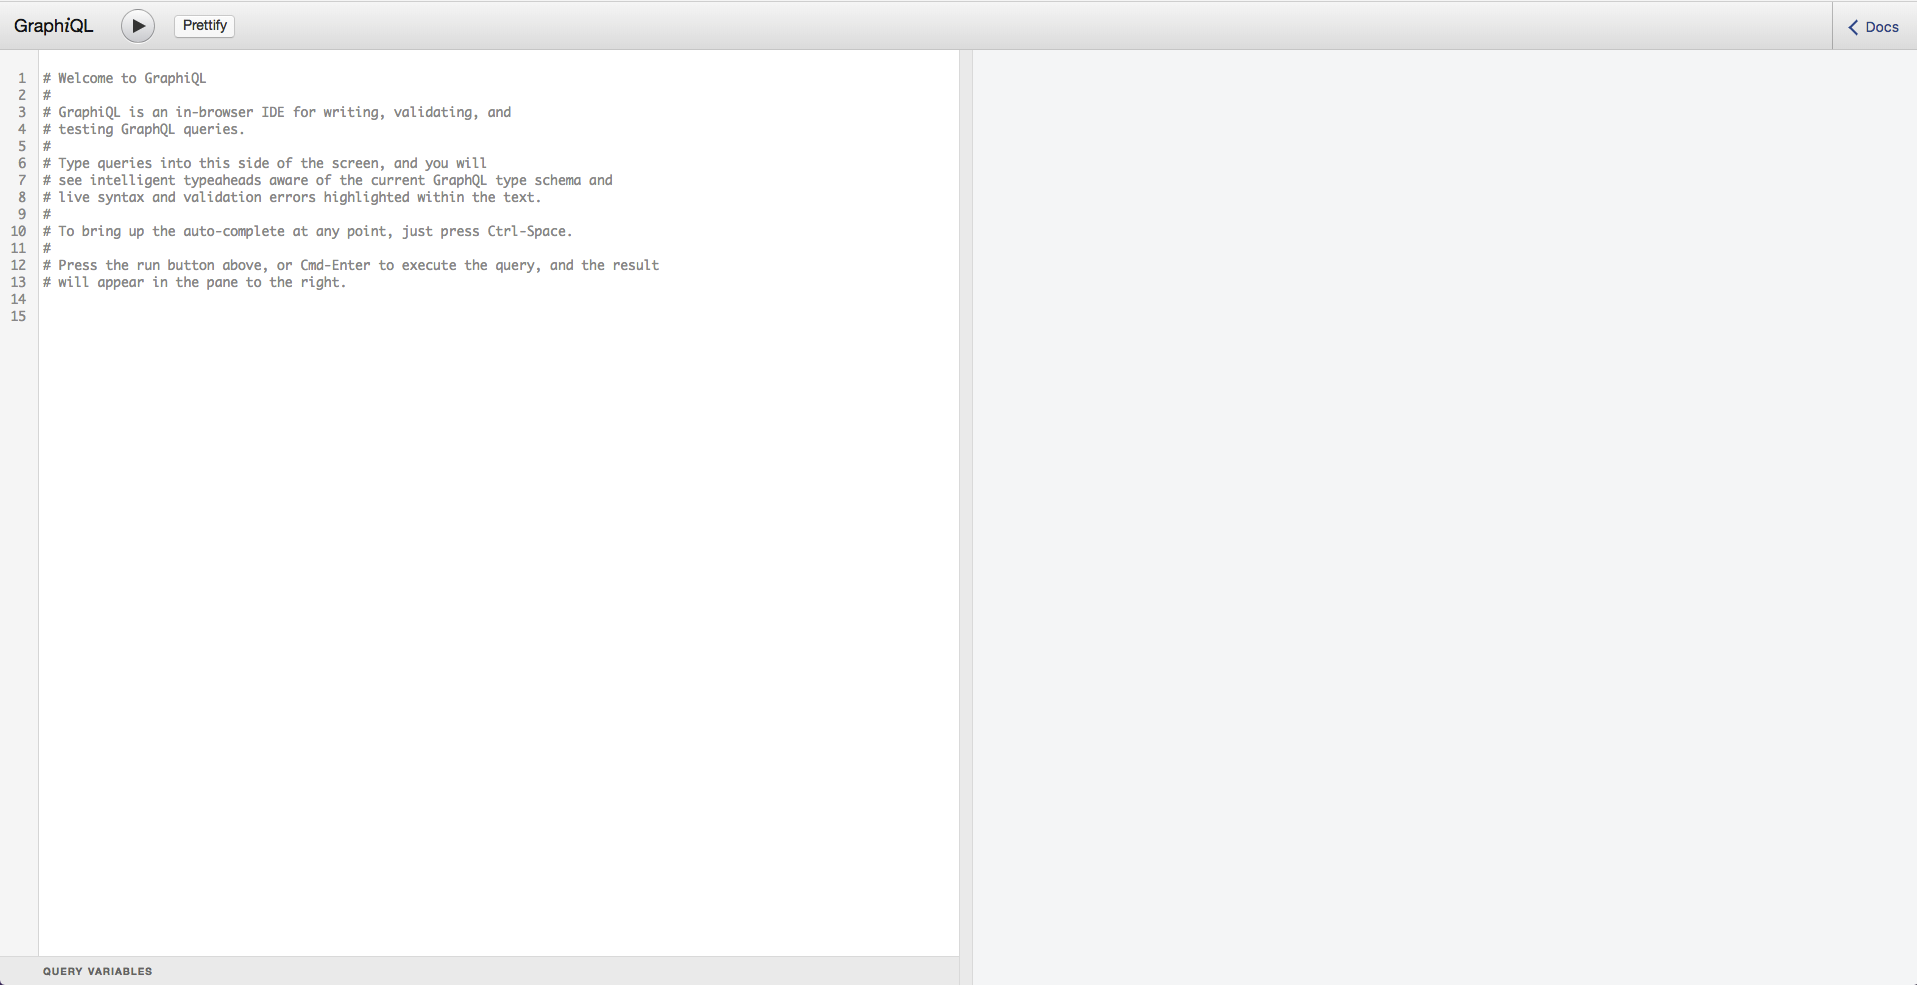 GraphiQL
Prettify
Docs
1 # Welcome to GraphiQL
2 #
3 # GraphiQL is an in-browser IDE for writing, validating, and
4 # testing GraphQL queries.
5 #
6 # Type queries into this side of the screen, and you will
7 # see intelligent typeaheads aware of the current GraphQL type schema and
8 # live syntax and validation errors highlighted within the text.
9 #
10 # To bring up the auto-complete at any point, just press Ctrl-Space.
11 #
12 # Press the run button above, or Cmd-Enter to execute the query, and the result
13 # will appear in the pane to the right.
14
15
QUERY VARIABLES